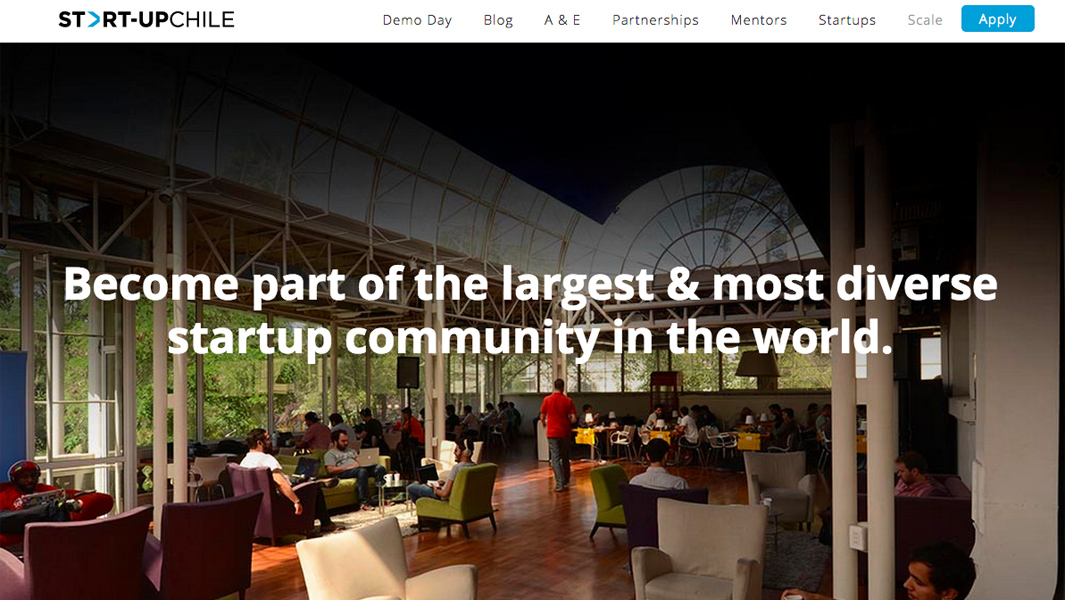 ST>RT-UPCHILE
Demo Day Blog A & E Partnerships Mentors Startups Scale Apply
Become part of the largest & most diverse
startup community in the world.